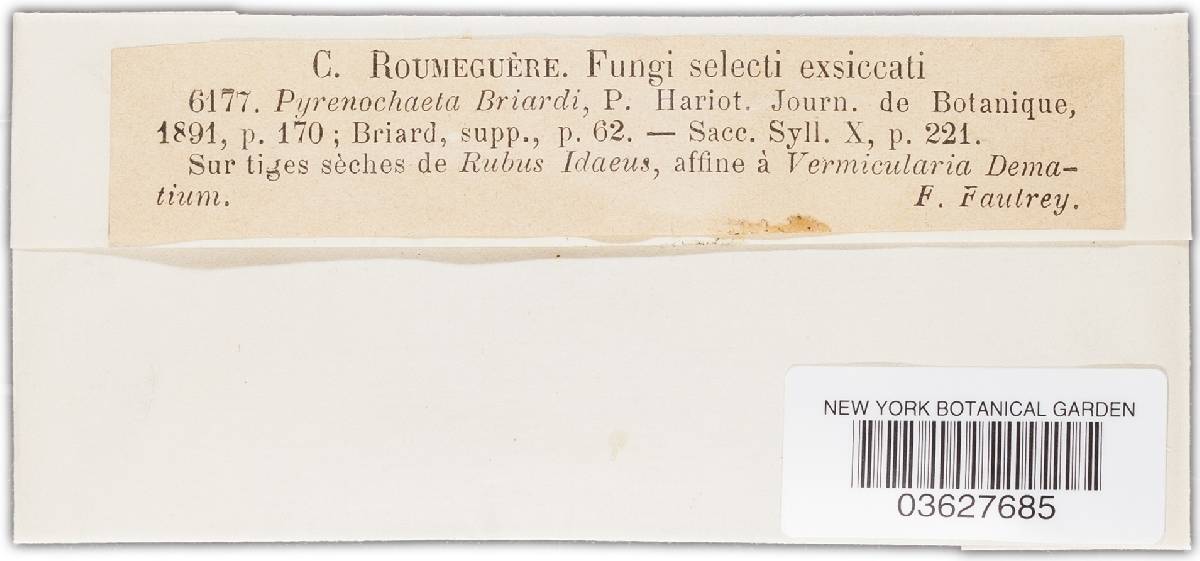 C. ROUMEGUÈRE. Fungi selecti exsiccati
6177. Pyrenochaeta Briardi, P. Hariot. Journ. de Botanique,
1891, p. 170 ; Briard, supp., p. 62. — Sacc. Syll. X, p. 221.
Sur tiges sèches de Rubus Idaeus, affine à Vermicularia Dema-
tium. F. Fautrey.
NEW YORK BOTANICAL GARDEN
03627685